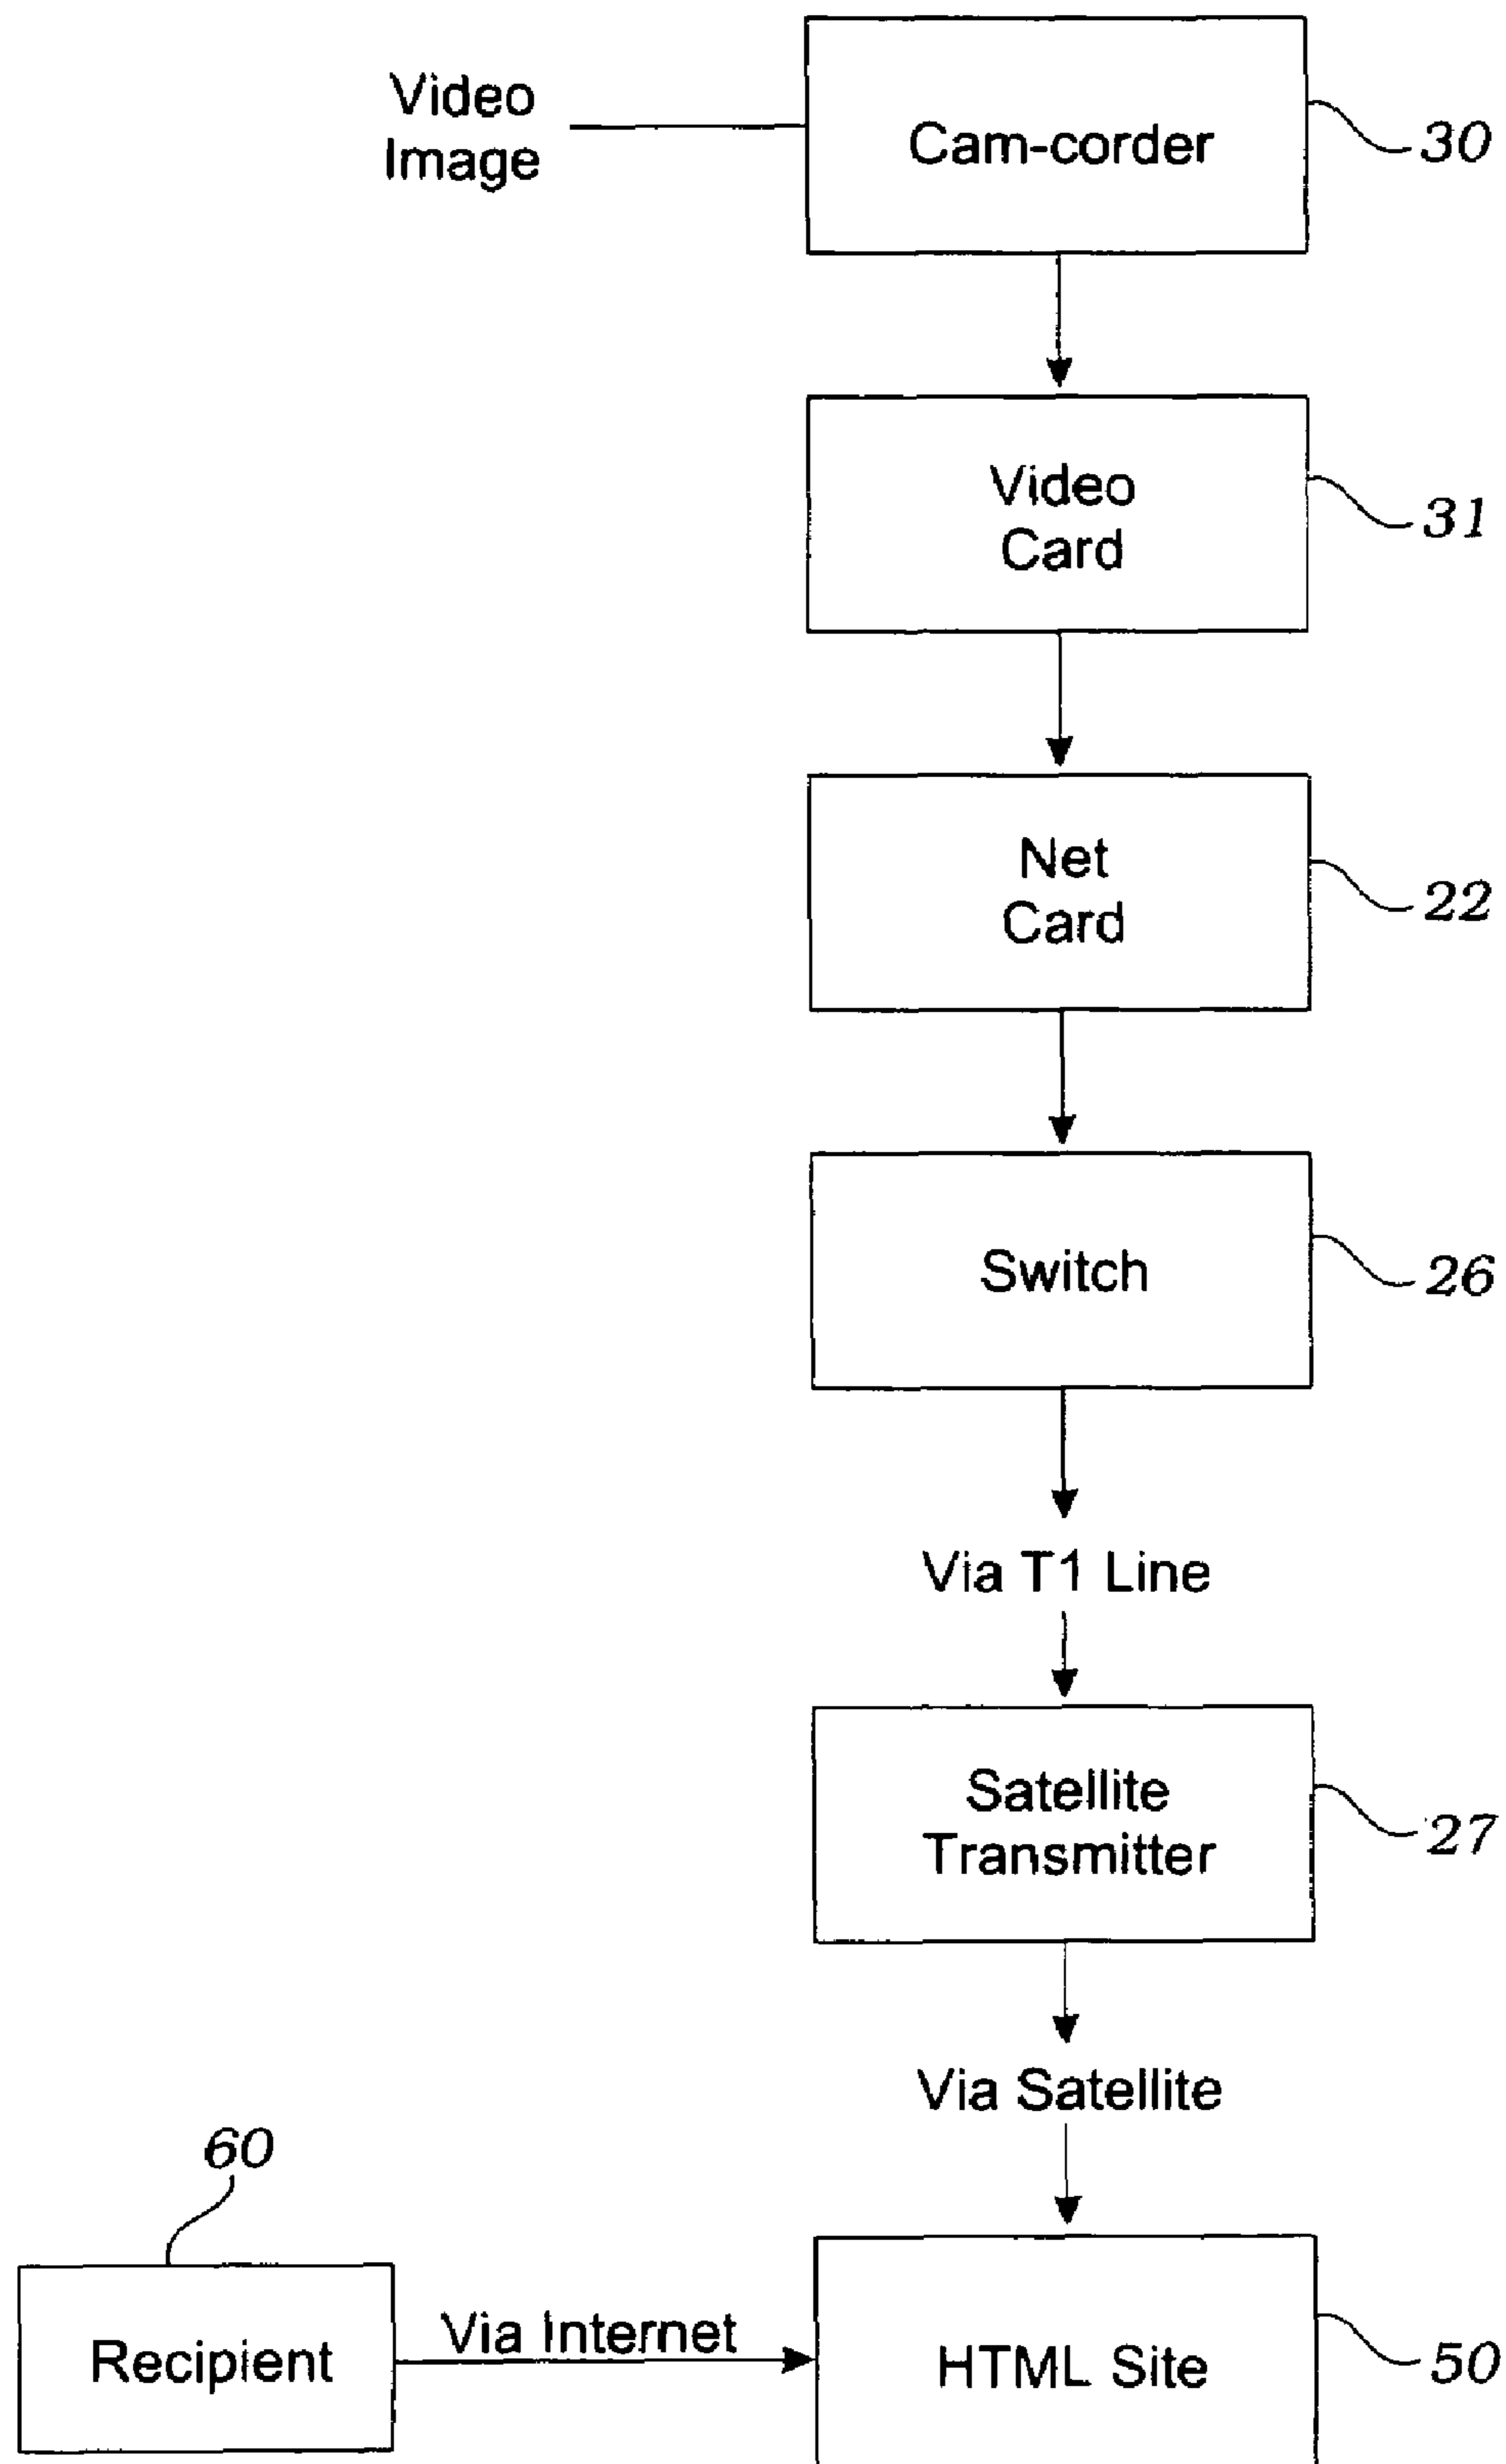 Video
Image
Cam-corder
30
Video
Card
31
Net
Card
22
Switch
26
Via T1 Line
Satellite
Transmitter
27
Via Satellite
60
Recipient
Via Internet
HTML Site
50